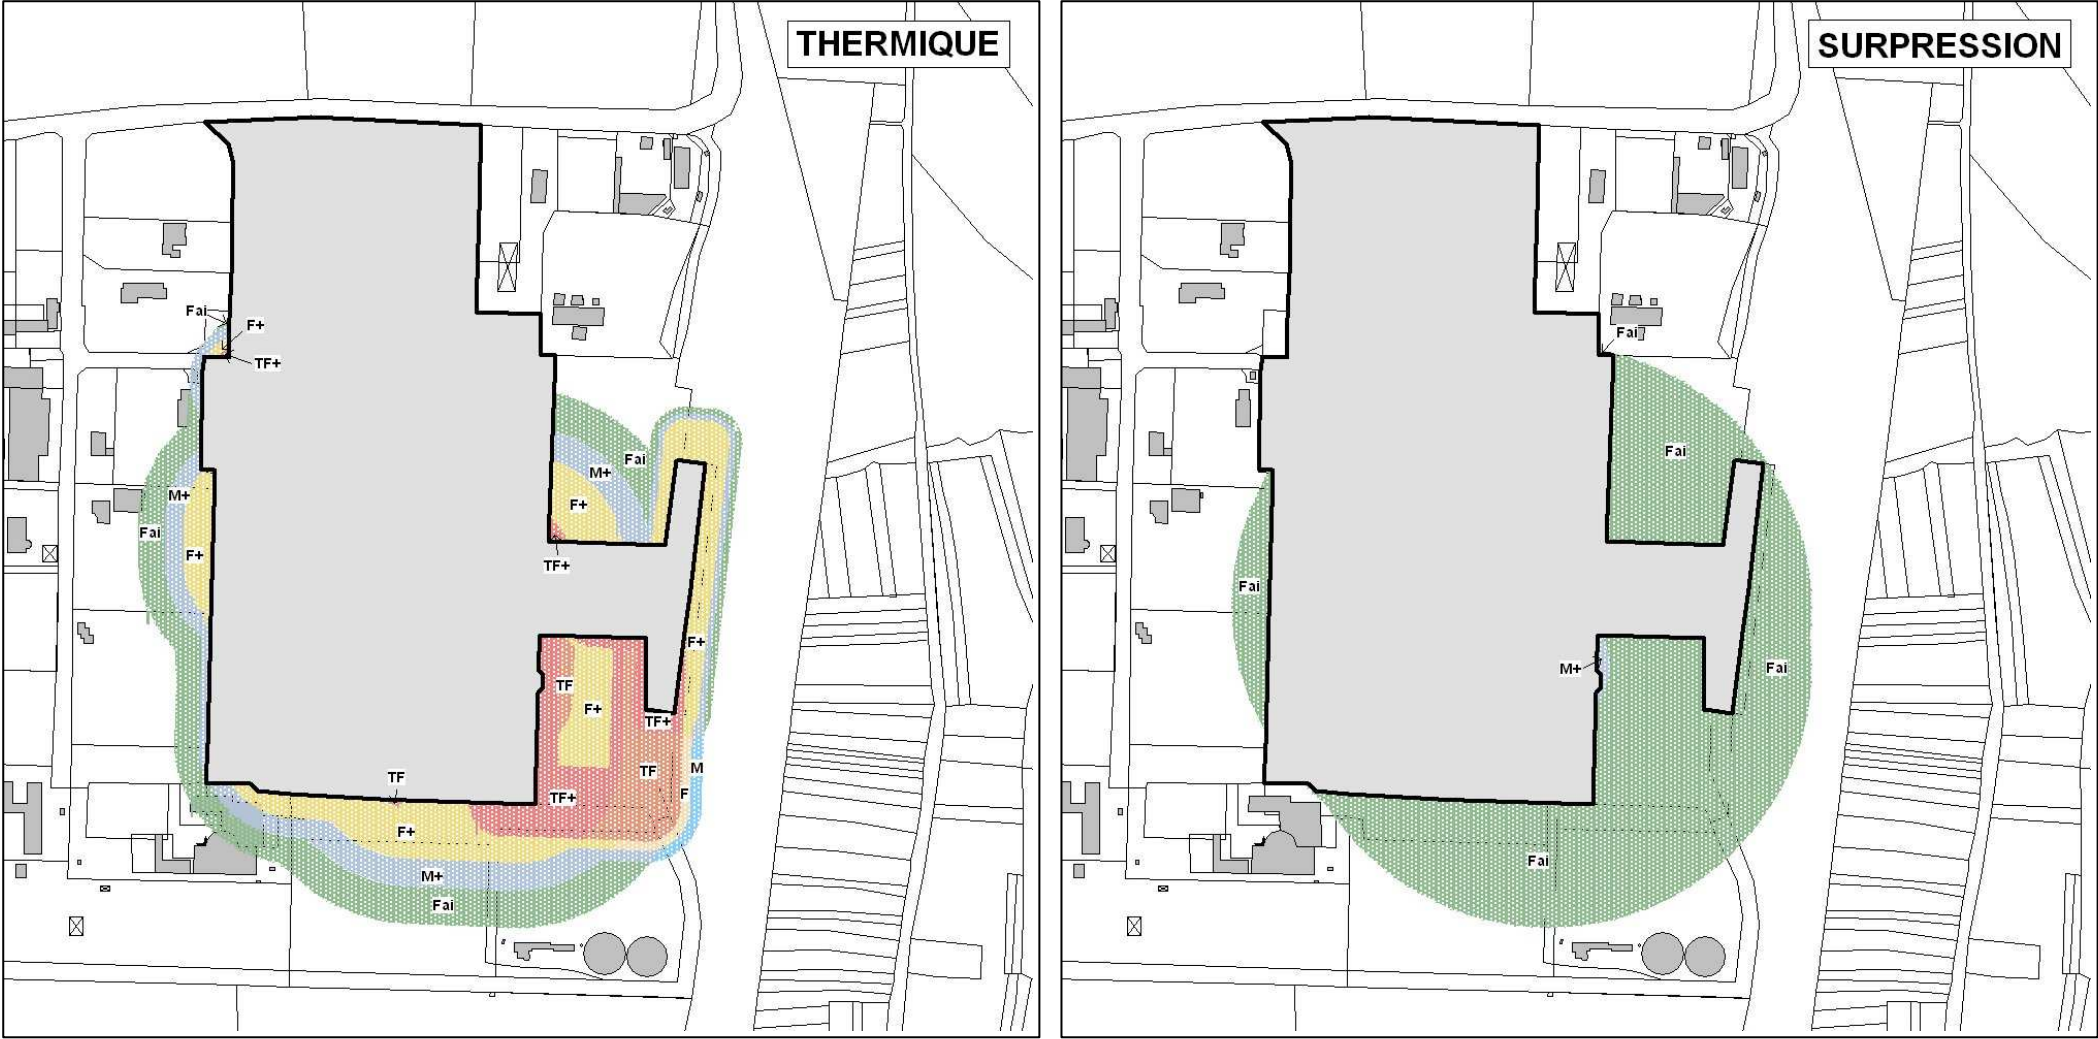 THERMIQUE
Fai
F+
TF+
M+
Fai
M+
F+
Fai
F+
TF+
F+
TF
F+
TF+
TF
M
TF
TF+
F
F+
M+
Fai
SURPRESSION
Fai
Fai
Fai
M+
Fai
Fai